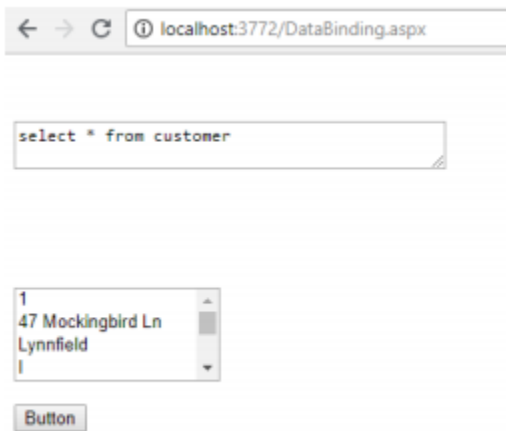 localhost:3772/DataBinding.aspx
select * from customer
1
47 Mockingbird Ln
Lynnfield
Button